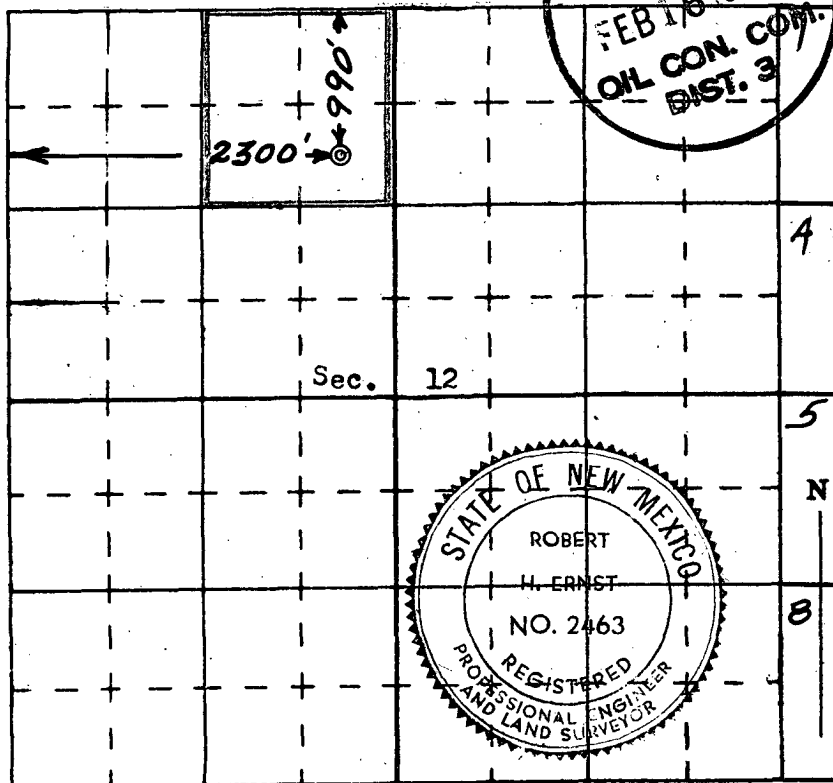 FEB 1
OIL CON. COM.
DIST. 3
990'
2300'
4
Sec. 12
5
N
8
STATE OF NEW MEXICO
ROBERT
H. ERNST
NO. 2463
REGISTERED
PROFESSIONAL ENGINEER
AND LAND SURVEYOR